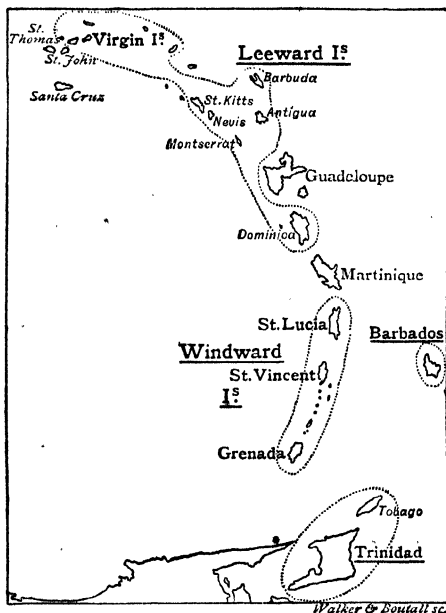 St.
Thomas
Virgin Is.
St. John
Santa Cruz
Leeward Is.
Barbuda
St. Kitts
Antigua
Nevis
Montserrat
Guadeloupe
Dominica
Martinique
St. Lucia
Barbados
Windward
Is.
St. Vincent
Grenada
Tobago
Trinidad
Walker & Boutall sc.